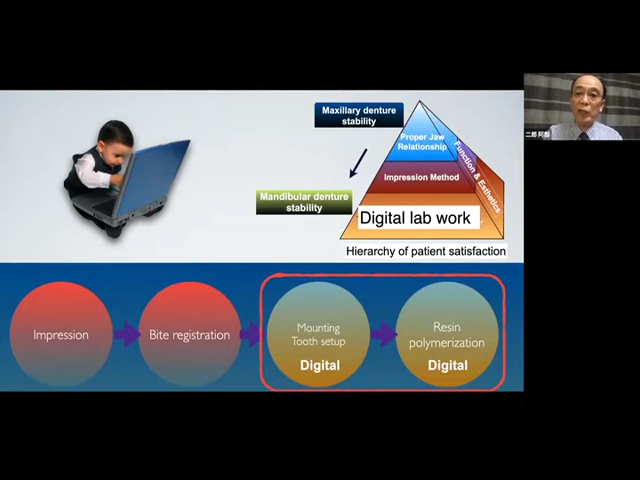 Maxillary denture
stability
Proper Jaw
Relationship
Impression Method
Function & Esthetics
Mandibular denture
stability
Digital lab work
Hierarchy of patient satisfaction
二郎 阿部
Impression
Bite registration
Mounting
Tooth setup
Digital
Resin
polymerization
Digital